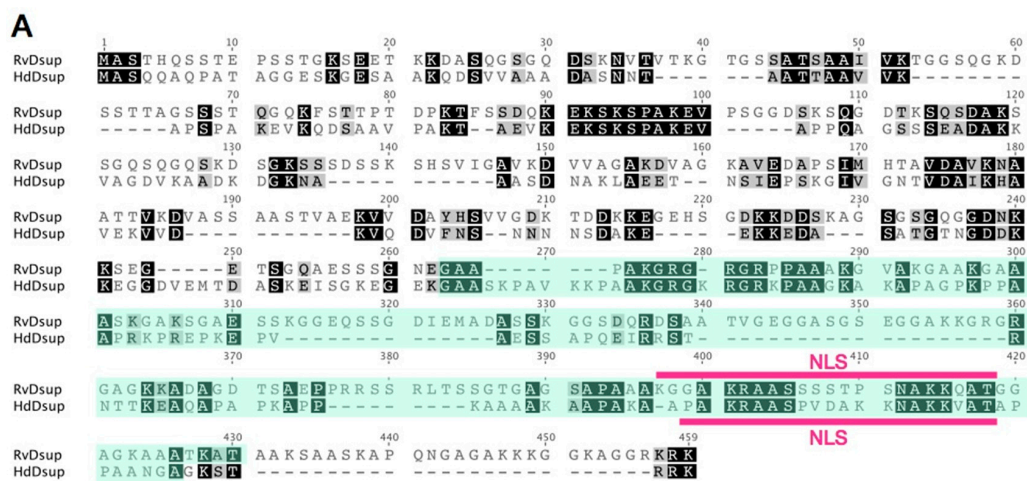 A
1 10 20 30 40 50 60
RvDsup MASTHQSSTE PSSTGKSEET KKDASQGSGQ DSKNVTVTKG TGSSATSAAI VKTGGSQGKD
HdDsup MASQQAQPAT AGGESKGESA AKQDSVVAAA DASNNT---- ---AATTAAV VK--------
70 80 90 100 110 120
RvDsup SSTTAGSSST QGQKFSTTPT DPKTFSSDQK EKSKSPAKEV PSGGDSKSQG DTKSQSDAKS
HdDsup -----APSPA KEVKQDSAAV PAKT--AEVK EKSKSPAKEV -----APPQA GSSSEADAKS
130 140 150 160 170 180
RvDsup SGQSQGQSKD SGKSSSDSSK SHSVIGAVKD VVAGAKDVAG KAVEDAPSIM HTAVDAVKNA
HdDsup VAGDVKAADK DGKNA----- ------AASD NAKLAEET-- NSIEPSKGIV GNTVDAIKHA
190 200 210 220 230 240
RvDsup ATTVKDVASS AASTVAEKVV DAYHSVVGDK TDDKKEGEHS GDKKDDSKAG SGSGQGGDNK
HdDsup VEKVVD---- -------KVQ DVFNS--NNN NSDAKE---- -EKKEDA--S SATGTNGDDK
250 260 270 280 290 300
RvDsup KSEG-----E TSGQAESSSG NEGAA----- ---PAKGRG- RGRPPAAAKG VAKGAAKGAA
HdDsup KEGGDVEMTD ASKEISGKEG EKGAASKPAV KKPAAKGRGK RGRKPAAGKA KAPAGPKPPA
310 320 330 340 350 360
RvDsup ASKGAKSGAE SSKGGEQSSG DIEMADASSK GGSDQRDSAA TVGEGGASGS EGGAKKGRGR
HdDsup APRKPREPKE PV-------- ------AESS APQEIRRST- ---------- ---------R
370 380 390 400 410 420
NLS
RvDsup GAGKKADAGD TSAEPPRRSS RLTSSGTGAG SAPAAAKGGA KRAASSSSTP SNAKKQATGG
HdDsup NTTKEAQAPA PKAPP----- ----KAAAAK AAPAKA-APA KRAASPVDAK KNAKKVATAP
NLS
430 440 450 459
RvDsup AGKAAATKAT AAKSAASKAP QNGAGAKKKG GKAGGRKRK
HdDsup PAANGAGKST ---------- ---------- ------RRK